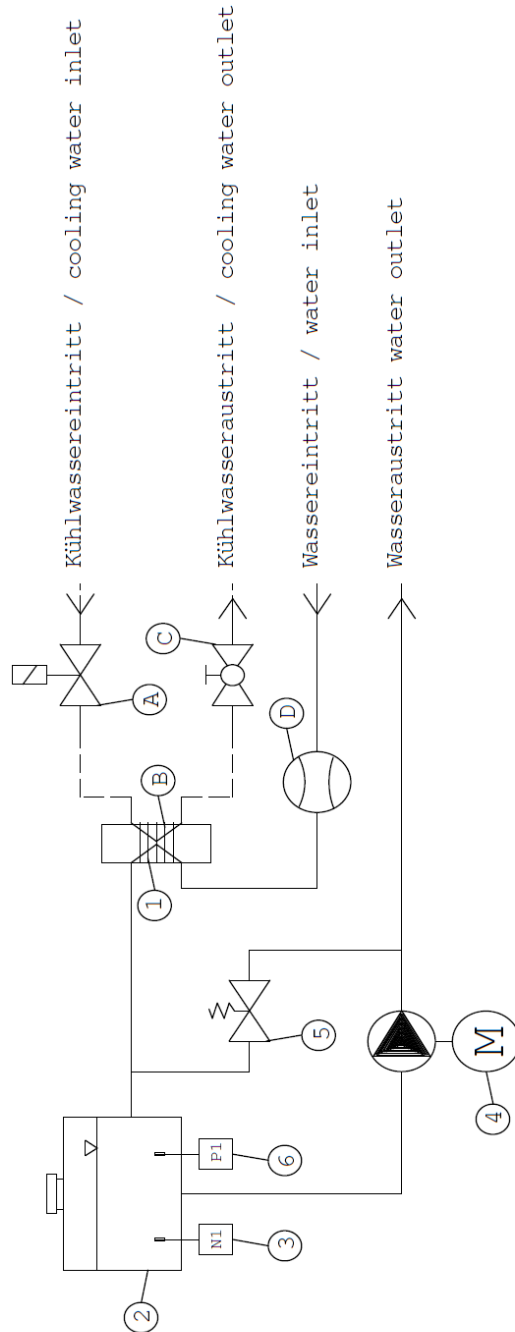 Kühlwassereintritt / cooling water inlet
Kühlwasseraustritt / cooling water outlet
Wassereintritt / water inlet
Wasseraustritt water outlet
A
C
B
D
1
5
M
4
P1
6
N1
3
2